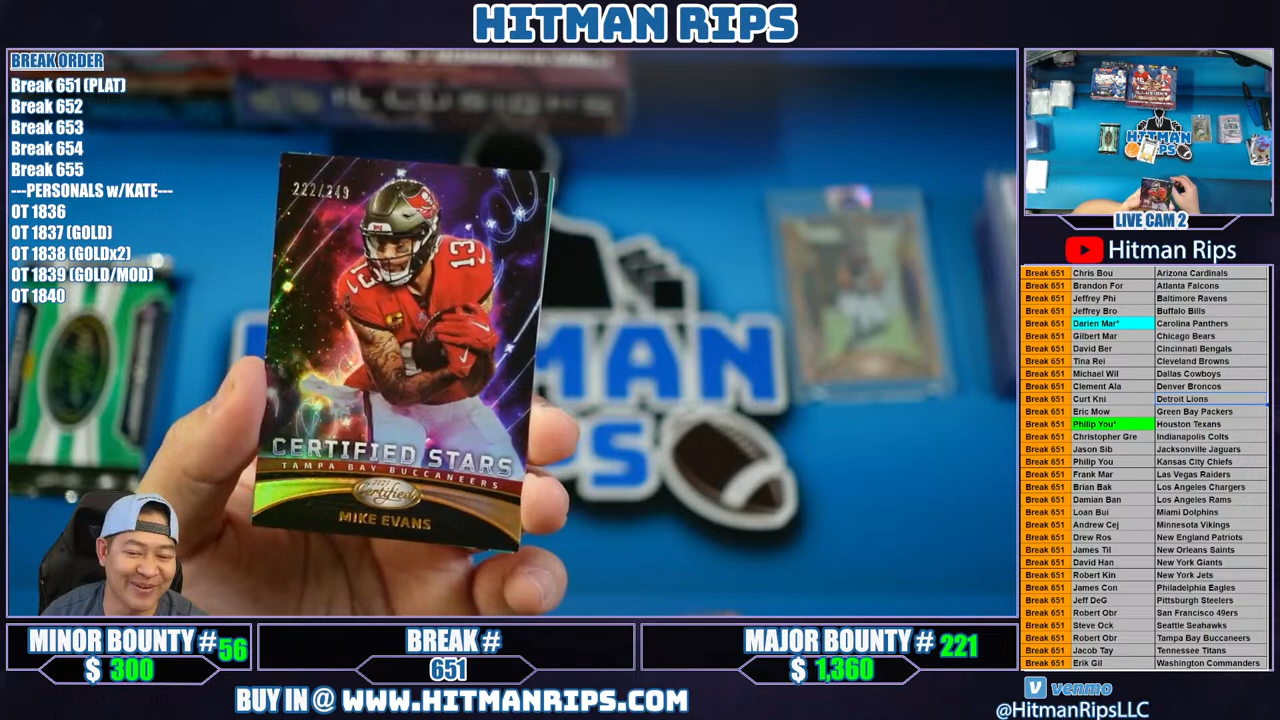 HITMAN RIPS
BREAK ORDER
Break 651 (PLAT)
Break 652
Break 653
Break 654
Break 655
---PERSONALS w/KATE---
OT 1836
OT 1837 (GOLD)
OT 1838 (GOLDx2)
OT 1839 (GOLD/MOD)
OT 1840
222/249
13
13
CERTIFIED STARS
TAMPA BAY BUCCANEERS
Certified
MIKE EVANS
HITMAN
RIPS
LIVE CAM 2
Hitman Rips
Break 651 Chris Bou Arizona Cardinals
Break 651 Brandon For Atlanta Falcons
Break 651 Jeffrey Phi Baltimore Ravens
Break 651 Jeffrey Bro Buffalo Bills
Break 651 Darien Mar* Carolina Panthers
Break 651 Gilbert Mar Chicago Bears
Break 651 David Ber Cincinnati Bengals
Break 651 Tina Rei Cleveland Browns
Break 651 Michael Wil Dallas Cowboys
Break 651 Clement Ala Denver Broncos
Break 651 Curt Kni Detroit Lions
Break 651 Eric Mow Green Bay Packers
Break 651 Philip You* Houston Texans
Break 651 Christopher Gre Indianapolis Colts
Break 651 Jason Sib Jacksonville Jaguars
Break 651 Philip You Kansas City Chiefs
Break 651 Frank Mar Las Vegas Raiders
Break 651 Brian Bak Los Angeles Chargers
Break 651 Damian Ban Los Angeles Rams
Break 651 Loan Bui Miami Dolphins
Break 651 Andrew Cej Minnesota Vikings
Break 651 Drew Ros New England Patriots
Break 651 James Til New Orleans Saints
Break 651 David Han New York Giants
Break 651 Robert Kin New York Jets
Break 651 James Con Philadelphia Eagles
Break 651 Jeff DeG Pittsburgh Steelers
Break 651 Robert Obr San Francisco 49ers
Break 651 Steve Ock Seattle Seahawks
Break 651 Robert Obr Tampa Bay Buccaneers
Break 651 Jacob Tay Tennessee Titans
Break 651 Erik Gil Washington Commanders
MINOR BOUNTY # 56
$ 300
BREAK #
651
MAJOR BOUNTY # 221
$ 1,360
BUY IN @ WWW.HITMANRIPS.COM
venmo
@HitmanRipsLLC